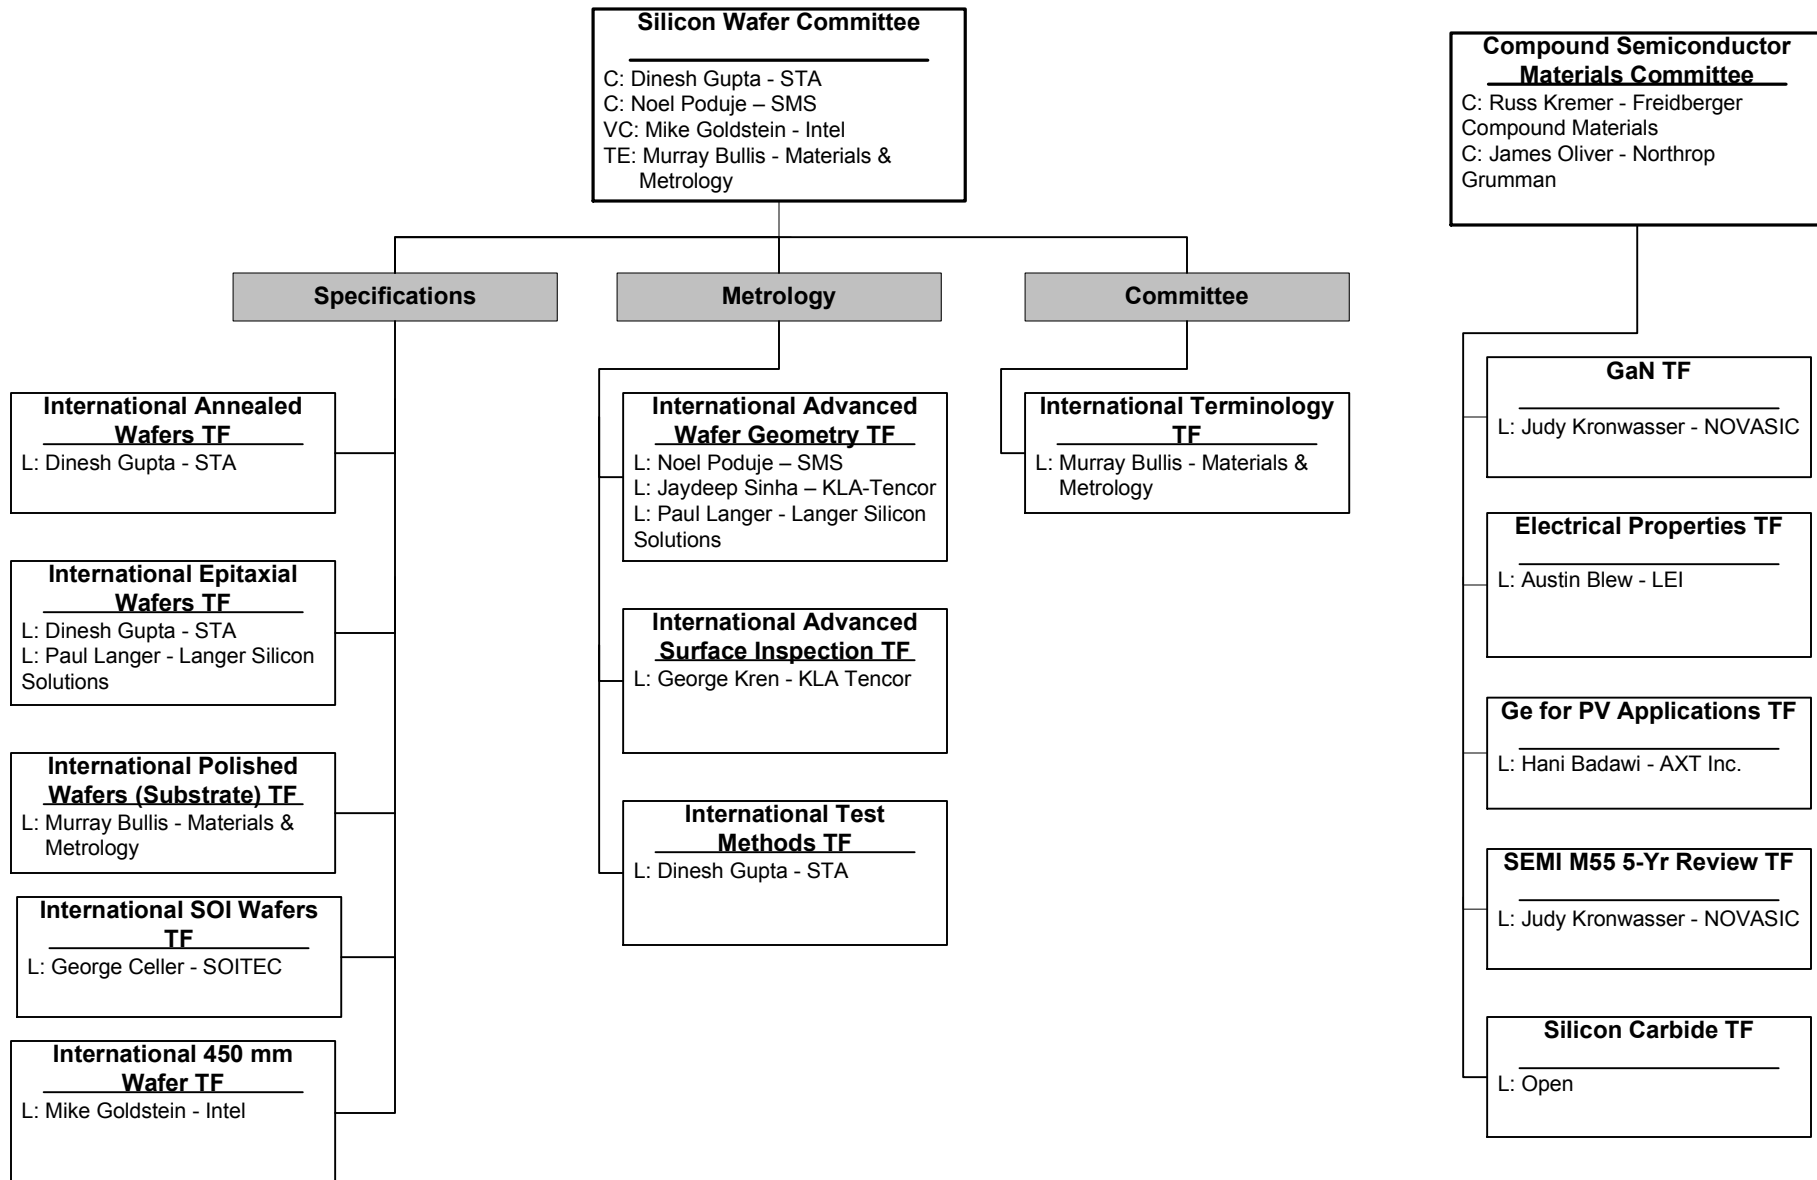 Silicon Wafer Committee
C: Dinesh Gupta - STA
C: Noel Poduje – SMS
VC: Mike Goldstein - Intel
TE: Murray Bullis - Materials &
Metrology
Compound Semiconductor
Materials Committee
C: Russ Kremer - Freidberger
Compound Materials
C: James Oliver - Northrop
Grumman
Specifications
Metrology
Committee
International Annealed
Wafers TF
L: Dinesh Gupta - STA
International Epitaxial
Wafers TF
L: Dinesh Gupta - STA
L: Paul Langer - Langer Silicon
Solutions
International Polished
Wafers (Substrate) TF
L: Murray Bullis - Materials &
Metrology
International SOI Wafers
TF
L: George Celler - SOITEC
International 450 mm
Wafer TF
L: Mike Goldstein - Intel
International Advanced
Wafer Geometry TF
L: Noel Poduje – SMS
L: Jaydeep Sinha – KLA-Tencor
L: Paul Langer - Langer Silicon
Solutions
International Advanced
Surface Inspection TF
L: George Kren - KLA Tencor
International Test
Methods TF
L: Dinesh Gupta - STA
International Terminology
TF
L: Murray Bullis - Materials &
Metrology
GaN TF
L: Judy Kronwasser - NOVASIC
Electrical Properties TF
L: Austin Blew - LEI
Ge for PV Applications TF
L: Hani Badawi - AXT Inc.
SEMI M55 5-Yr Review TF
L: Judy Kronwasser - NOVASIC
Silicon Carbide TF
L: Open